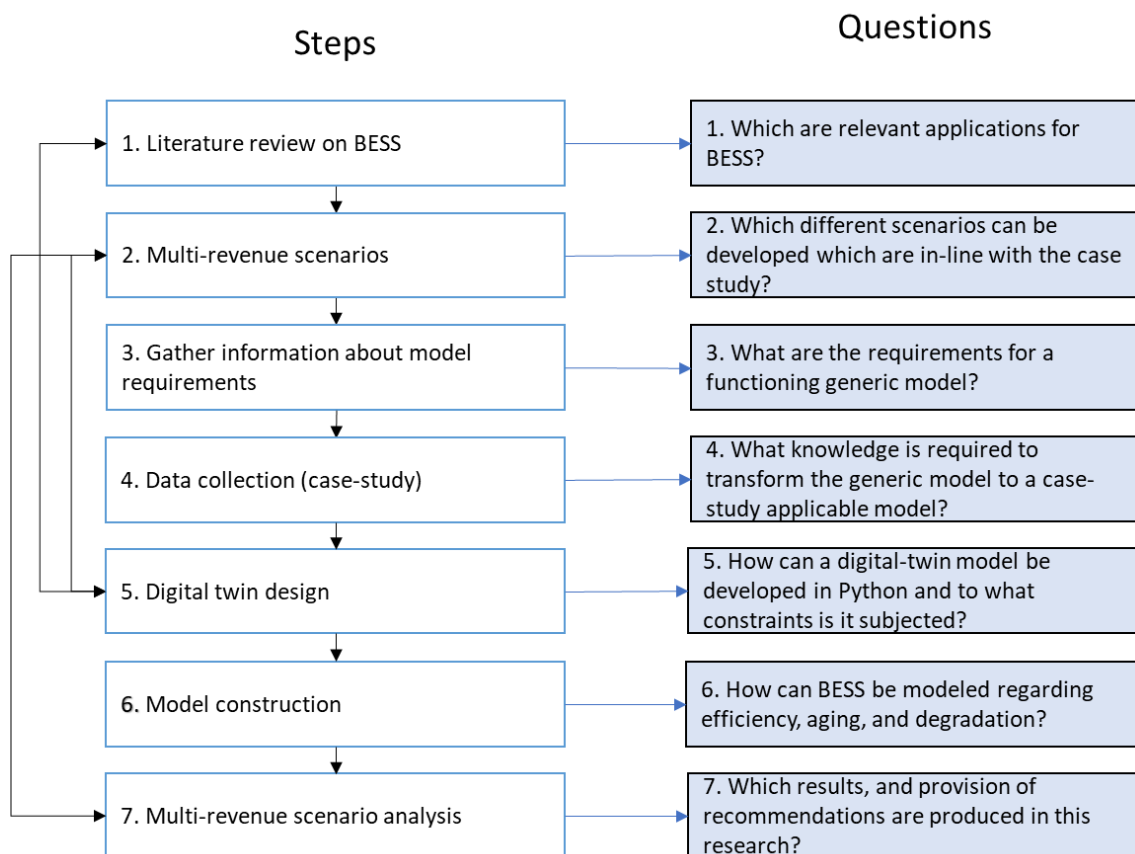 Steps
Questions
1. Literature review on BESS
1. Which are relevant applications for
BESS?
2. Multi-revenue scenarios
2. Which different scenarios can be
developed which are in-line with the case
study?
3. Gather information about model
requirements
3. What are the requirements for a
functioning generic model?
4. Data collection (case-study)
4. What knowledge is required to
transform the generic model to a case-
study applicable model?
5. Digital twin design
5. How can a digital-twin model be
developed in Python and to what
constraints is it subjected?
6. Model construction
6. How can BESS be modeled regarding
efficiency, aging, and degradation?
7. Multi-revenue scenario analysis
7. Which results, and provision of
recommendations are produced in this
research?